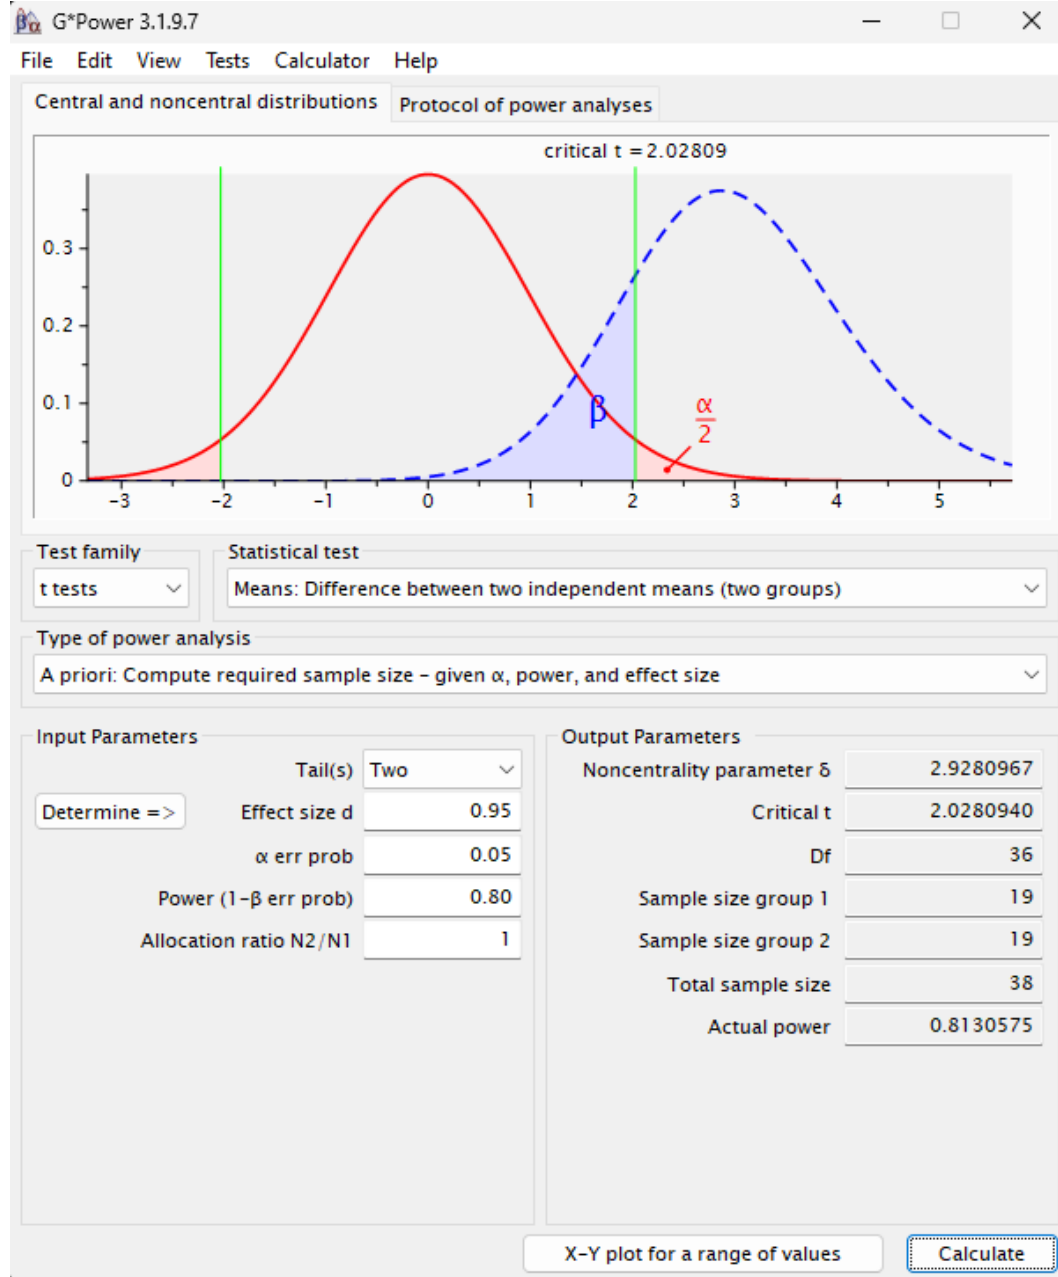 G*Power 3.1.9.7
File Edit View Tests Calculator Help
Central and noncentral distributions Protocol of power analyses
critical t = 2.02809
0.3
0.2
0.1
0
β
α
2
-3 -2 -1 0 1 2 3 4 5
Test family Statistical test
t tests Means: Difference between two independent means (two groups)
Type of power analysis
A priori: Compute required sample size – given α, power, and effect size
Input Parameters Output Parameters
Tail(s) Two Noncentrality parameter δ 2.9280967
Determine => Effect size d 0.95 Critical t 2.0280940
α err prob 0.05 Df 36
Power (1-β err prob) 0.80 Sample size group 1 19
Allocation ratio N2/N1 1 Sample size group 2 19
Total sample size 38
Actual power 0.8130575
X-Y plot for a range of values Calculate